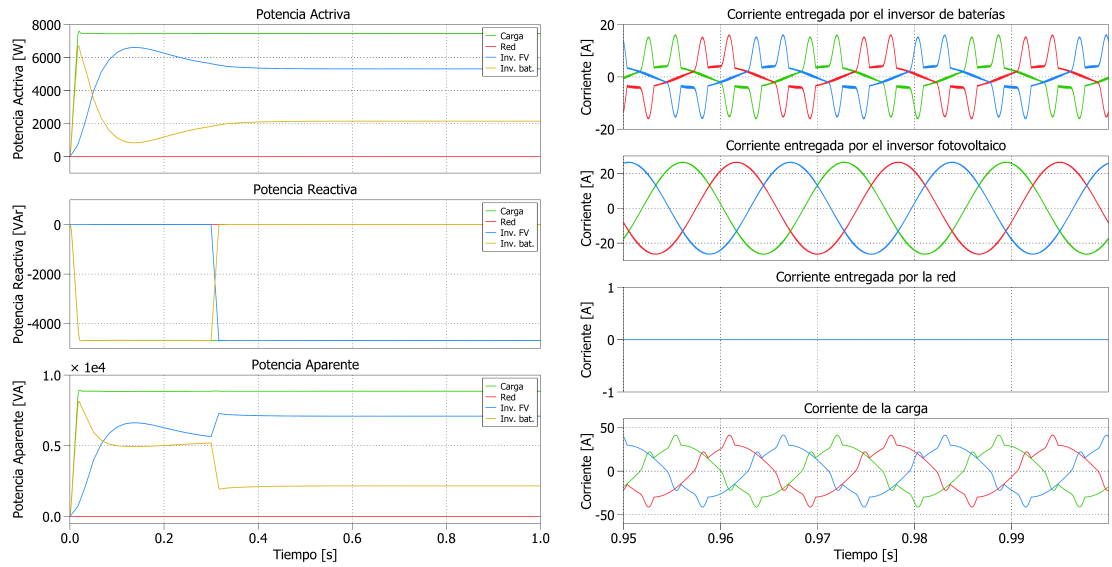 Potencia Activa
Potencia Activa [W]
8000
6000
4000
2000
0
Carga
Red
Inv. FV
Inv. bat.
Potencia Reactiva
Potencia Reactiva [VAr]
0
-2000
-4000
Carga
Red
Inv. FV
Inv. bat.
Potencia Aparente
× 1e4
Potencia Aparente [VA]
1.0
0.5
0.0
Carga
Red
Inv. FV
Inv. bat.
0.0 0.2 0.4 0.6 0.8 1.0
Tiempo [s]
Corriente entregada por el inversor de baterías
Corriente [A]
20
0
-20
Corriente entregada por el inversor fotovoltaico
Corriente [A]
20
0
-20
Corriente entregada por la red
Corriente [A]
1
0
-1
Corriente de la carga
Corriente [A]
50
0
-50
0.95 0.96 0.97 0.98 0.99
Tiempo [s]